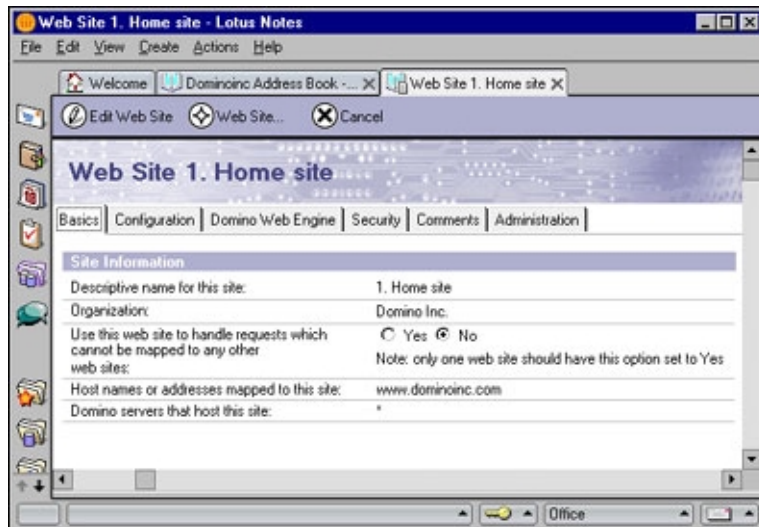 Web Site 1. Home site - Lotus Notes
File Edit View Create Actions Help
Welcome Dominoinc Address Book -... Web Site 1. Home site
Edit Web Site Web Site... Cancel
Web Site 1. Home site
Basics Configuration Domino Web Engine Security Comments Administration
Site Information
Descriptive name for this site: 1. Home site
Organization: Domino Inc.
Use this web site to handle requests which Yes No
cannot be mapped to any other
web sites: Note: only one web site should have this option set to Yes
Host names or addresses mapped to this site: www.dominoinc.com
Domino servers that host this site: *
Office